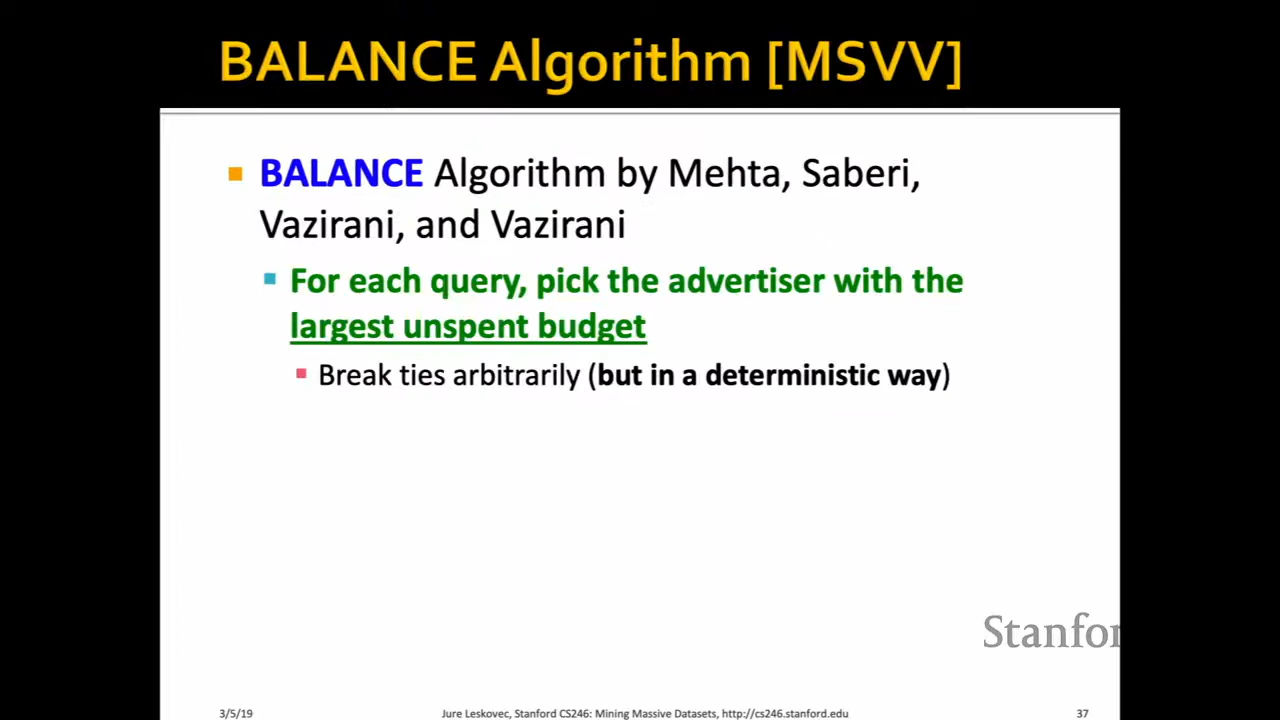 BALANCE Algorithm [MSVV]
BALANCE Algorithm by Mehta, Saberi,
Vazirani, and Vazirani
For each query, pick the advertiser with the
largest unspent budget
Break ties arbitrarily (but in a deterministic way)
Stanfor
3/5/19 Jure Leskovec, Stanford CS246: Mining Massive Datasets, http://cs246.stanford.edu 37